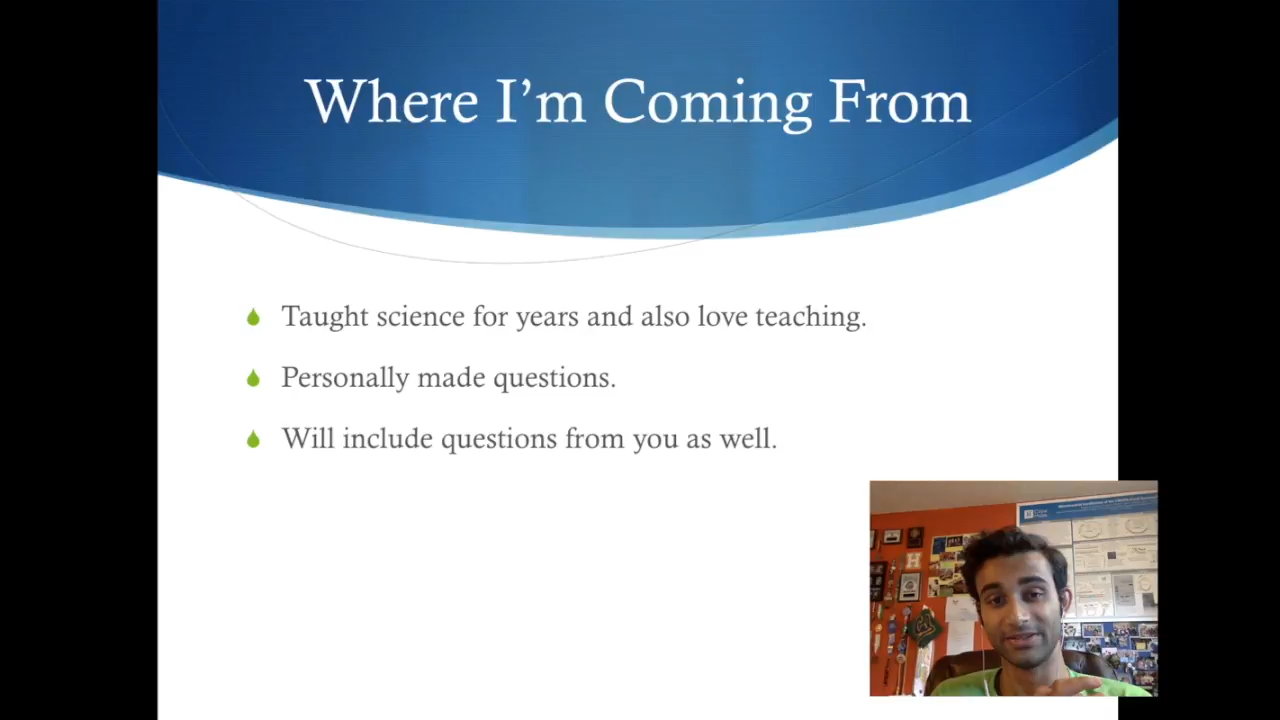 Where I'm Coming From
Taught science for years and also love teaching.
Personally made questions.
Will include questions from you as well.